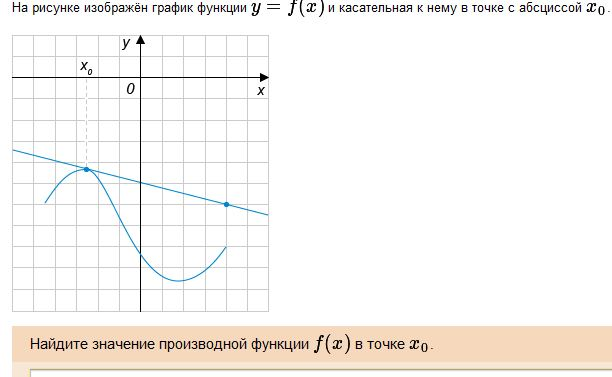 На рисунке изображён график функции y = f(x) и касательная к нему в точке с абсциссой x₀.
y
x₀
0
x
Найдите значение производной функции f(x) в точке x₀.